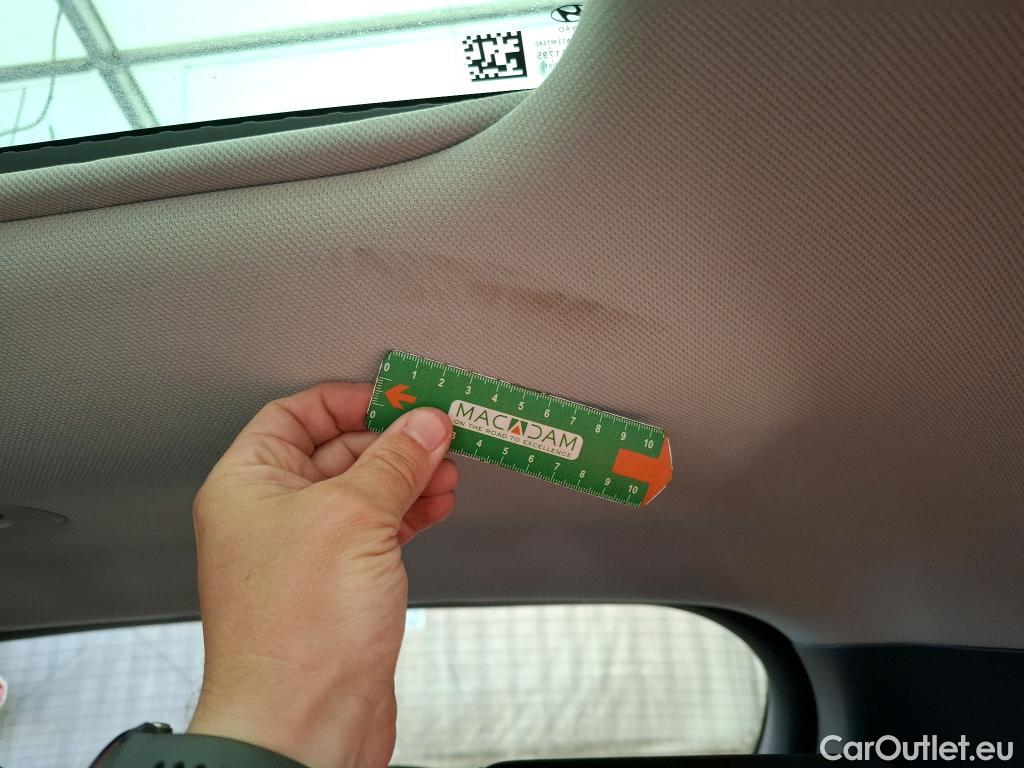 0 1 2 3 4 5 6 7 8 9 10
MACADAM
ON THE ROAD TO EXCELLENCE
0 3 4 5 6 7 8 9 10
CarOutlet.eu